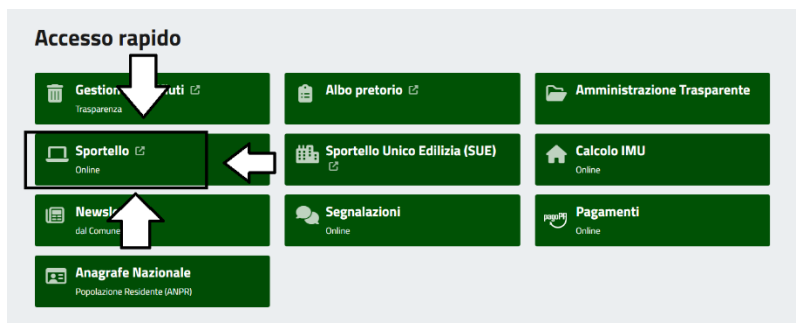 Accesso rapido
Gestion uti
Trasparenza
Albo pretorio
Amministrazione Trasparente
Sportello
Online
Sportello Unico Edilizia (SUE)
Calcolo IMU
Online
Newsl
dal Comune
Segnalazioni
Online
pagoPA
Pagamenti
Online
Anagrafe Nazionale
Popolazione Residente (ANPR)